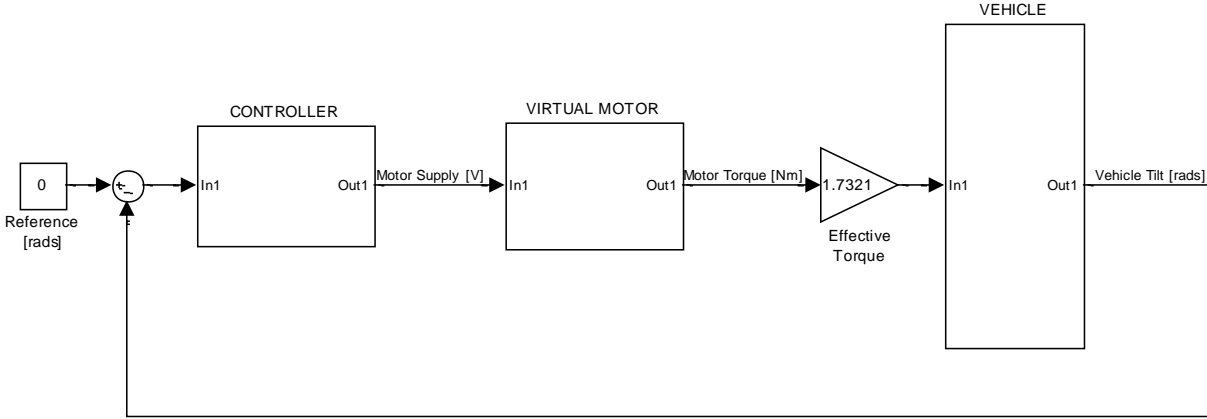 VEHICLE
CONTROLLER
VIRTUAL MOTOR
0
Reference
[rads]
In1
Out1
Motor Supply [V]
In1
Out1
Motor Torque [Nm]
1.7321
Effective
Torque
In1
Out1
Vehicle Tilt [rads]